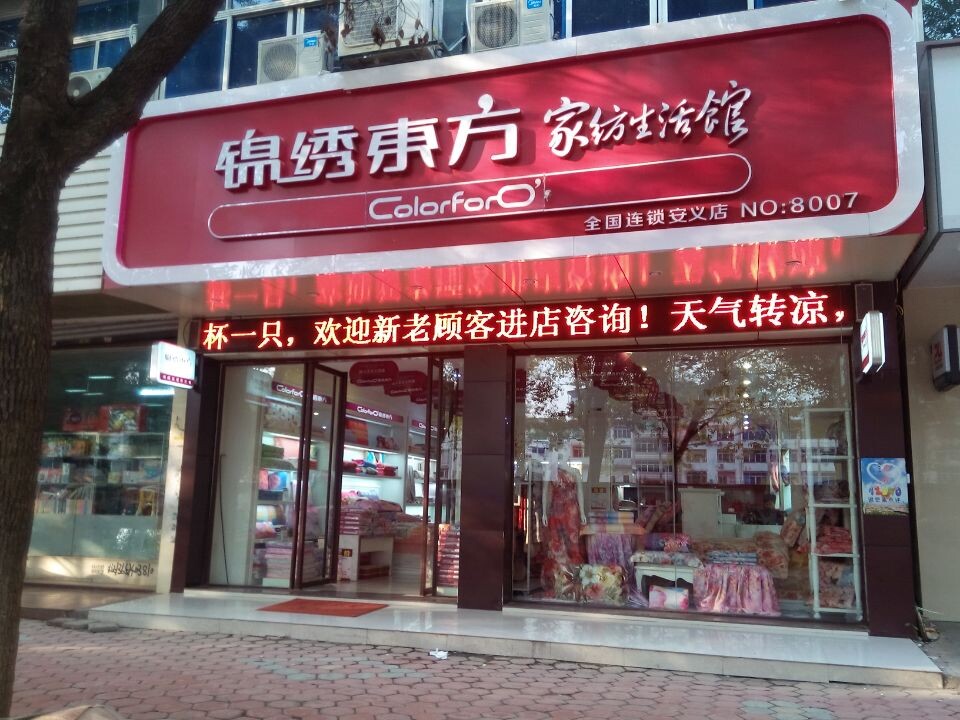 锦绣东方 家纺生活馆
ColorforO'
全国连锁安义店 NO:8007
杯一只，欢迎新老顾客进店咨询！天气转凉，
ColorforO'